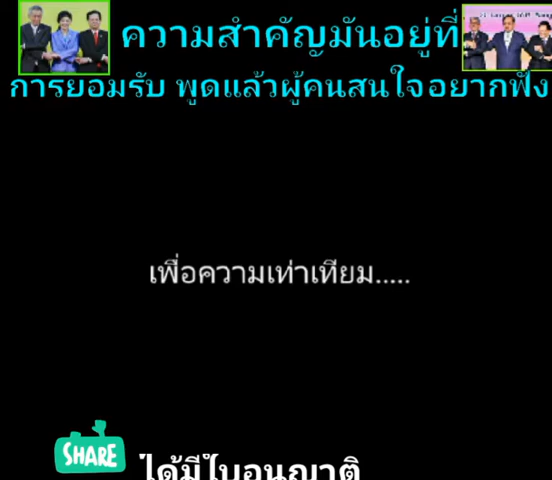 ความสำคัญมันอยู่ที่
การยอมรับ พูดแล้วผู้คนสนใจอยากฟัง
เพื่อความเท่าเทียม.....
SHARE
ได้มีใบอนุญาติ